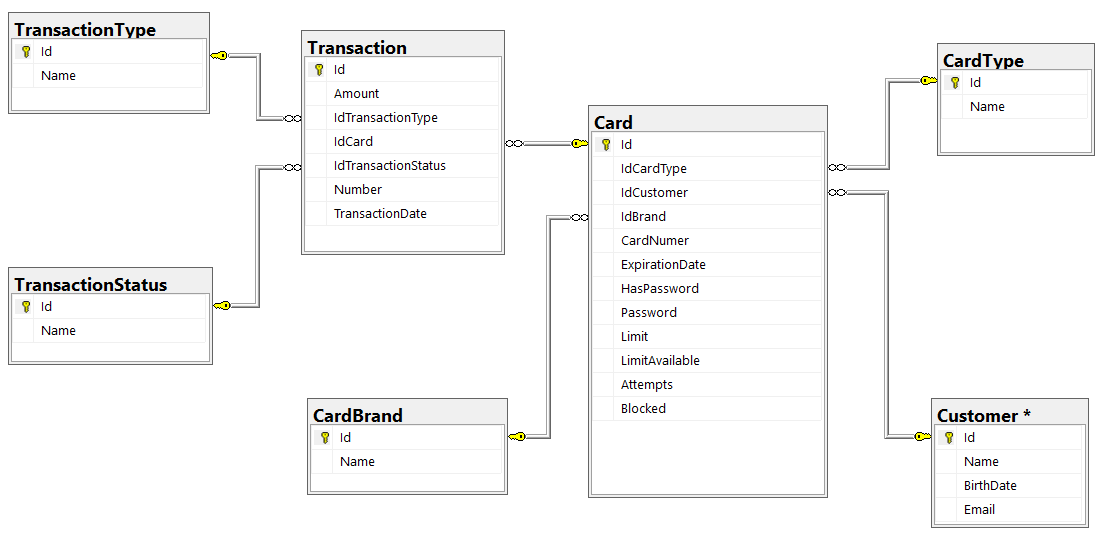 TransactionType
Id
Name
Transaction
Id
Amount
IdTransactionType
IdCard
IdTransactionStatus
Number
TransactionDate
TransactionStatus
Id
Name
CardBrand
Id
Name
Card
Id
IdCardType
IdCustomer
IdBrand
CardNumer
ExpirationDate
HasPassword
Password
Limit
LimitAvailable
Attempts
Blocked
CardType
Id
Name
Customer *
Id
Name
BirthDate
Email